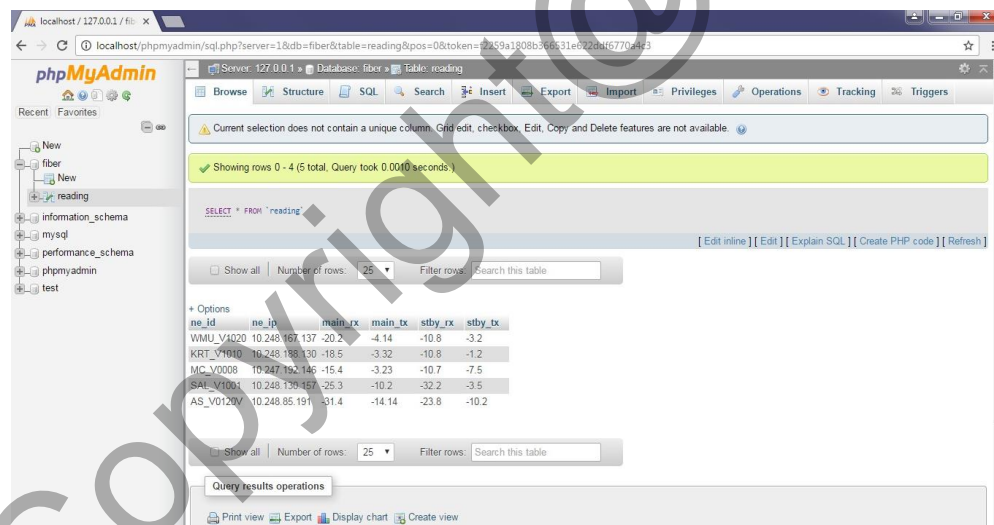 localhost / 127.0.0.1 / fib
localhost/phpmyadmin/sql.php?server=1&db=fiber&table=reading&pos=0&token=
phpMyAdmin
Recent Favorites
New
fiber
New
reading
information_schema
mysql
performance_schema
phpmyadmin
test
Server: 127.0.0.1 » Database: fiber » Table: reading
Browse Structure SQL Search Insert Export Import Privileges Operations Tracking Triggers
Current selection does not contain a unique column. Grid edit, checkbox, Edit, Copy and Delete features are not available.
Showing rows 0 - 4 (5 total, Query took 0.0010 seconds.)
SELECT * FROM `reading`
[ Edit inline ] [ Edit ] [ Explain SQL ] [ Create PHP code ] [ Refresh ]
Show all Number of rows: 25 Filter rows: Search this table
+ Options
ne_id ne_ip main_rx main_tx stby_rx stby_tx
WMU_V1020 10.248.167.137 -20.2 -4.14 -10.8 -3.2
KRT_V1010 10.248.188.130 -18.5 -3.32 -10.8 -1.2
MC_V0008 10.247.192.146 -15.4 -3.23 -10.7 -7.5
SAL_V1001 10.248.130.157 -25.3 -10.2 -32.2 -3.5
AS_V0120V 10.248.85.191 -31.4 -14.14 -23.8 -10.2
Show all Number of rows: 25 Filter rows: Search this table
Query results operations
Print view Export Display chart Create view
Copyright@